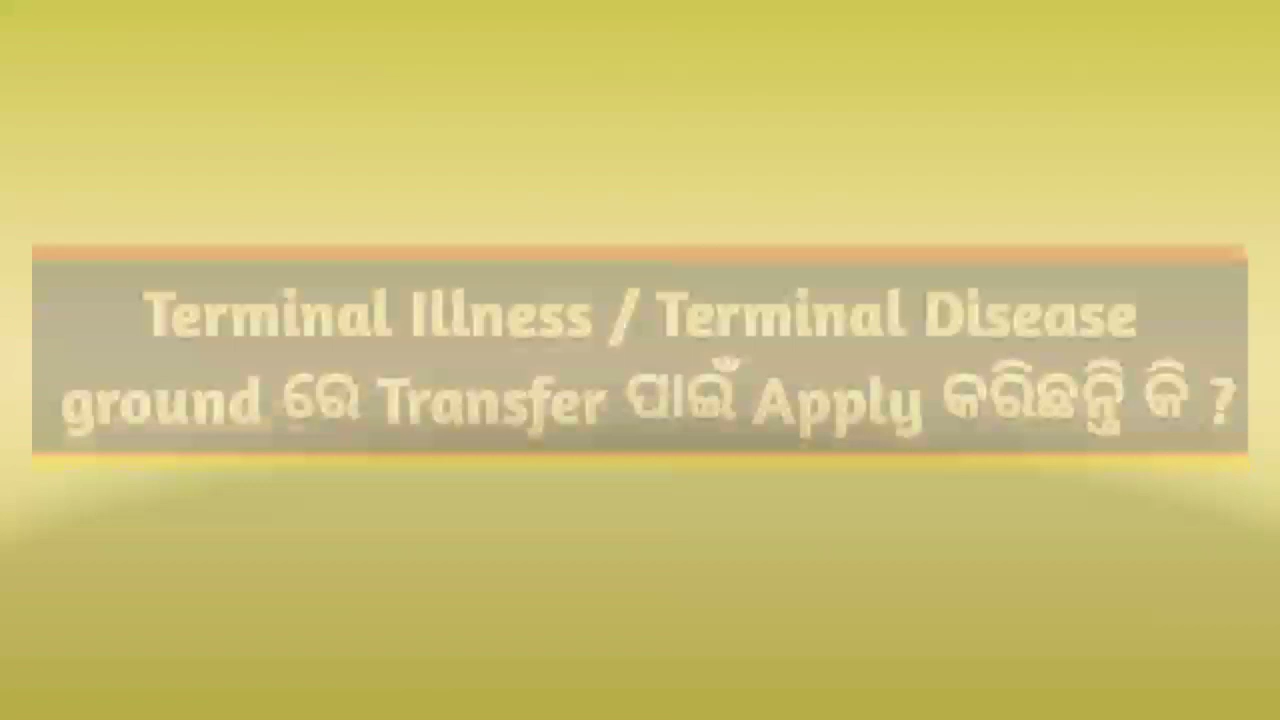 Terminal Illness / Terminal Disease
ground ରେ Transfer ପାଇଁ Apply କରିଛନ୍ତି କି ?